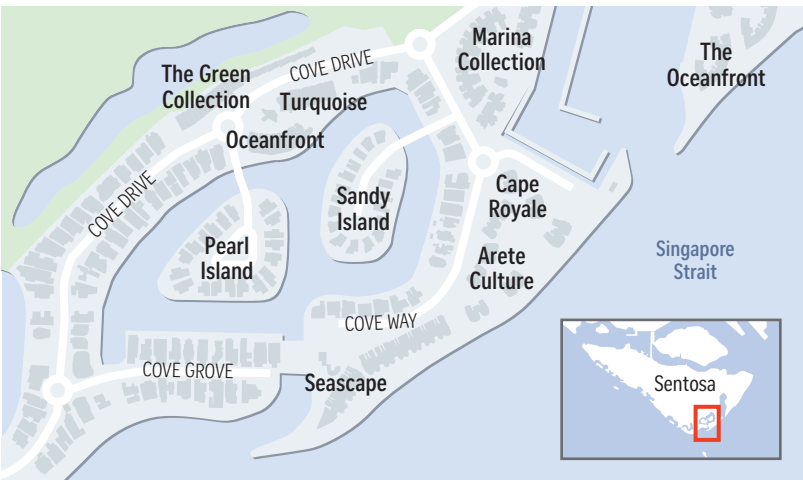 Marina
Collection
The
Oceanfront
COVE DRIVE
The Green
Collection
Turquoise
Oceanfront
COVE DRIVE
Sandy
Island
Cape
Royale
Pearl
Island
Arete
Culture
Singapore
Strait
COVE WAY
COVE GROVE
Seascape
Sentosa